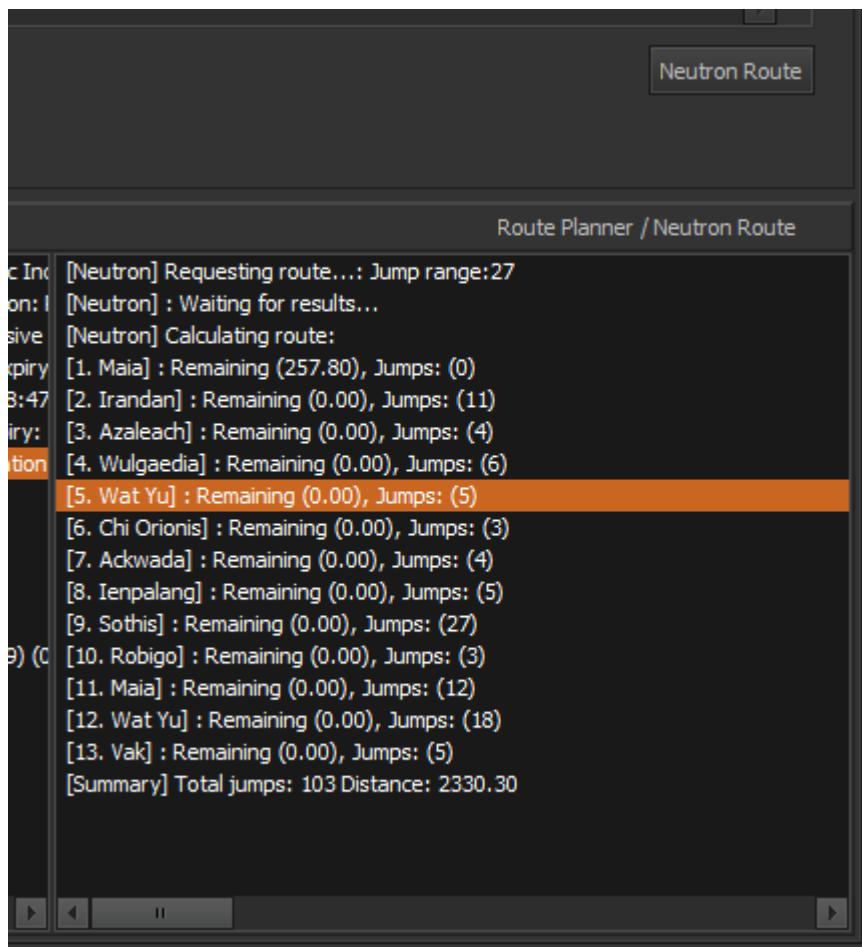 Neutron Route
Route Planner / Neutron Route
[Neutron] Requesting route...: Jump range:27
[Neutron] : Waiting for results...
[Neutron] Calculating route:
[1. Maia] : Remaining (257.80), Jumps: (0)
[2. Irandan] : Remaining (0.00), Jumps: (11)
[3. Azaleach] : Remaining (0.00), Jumps: (4)
[4. Wulgaedia] : Remaining (0.00), Jumps: (6)
[5. Wat Yu] : Remaining (0.00), Jumps: (5)
[6. Chi Orionis] : Remaining (0.00), Jumps: (3)
[7. Ackwada] : Remaining (0.00), Jumps: (4)
[8. Ienpalang] : Remaining (0.00), Jumps: (5)
[9. Sothis] : Remaining (0.00), Jumps: (27)
[10. Robigo] : Remaining (0.00), Jumps: (3)
[11. Maia] : Remaining (0.00), Jumps: (12)
[12. Wat Yu] : Remaining (0.00), Jumps: (18)
[13. Vak] : Remaining (0.00), Jumps: (5)
[Summary] Total jumps: 103 Distance: 2330.30